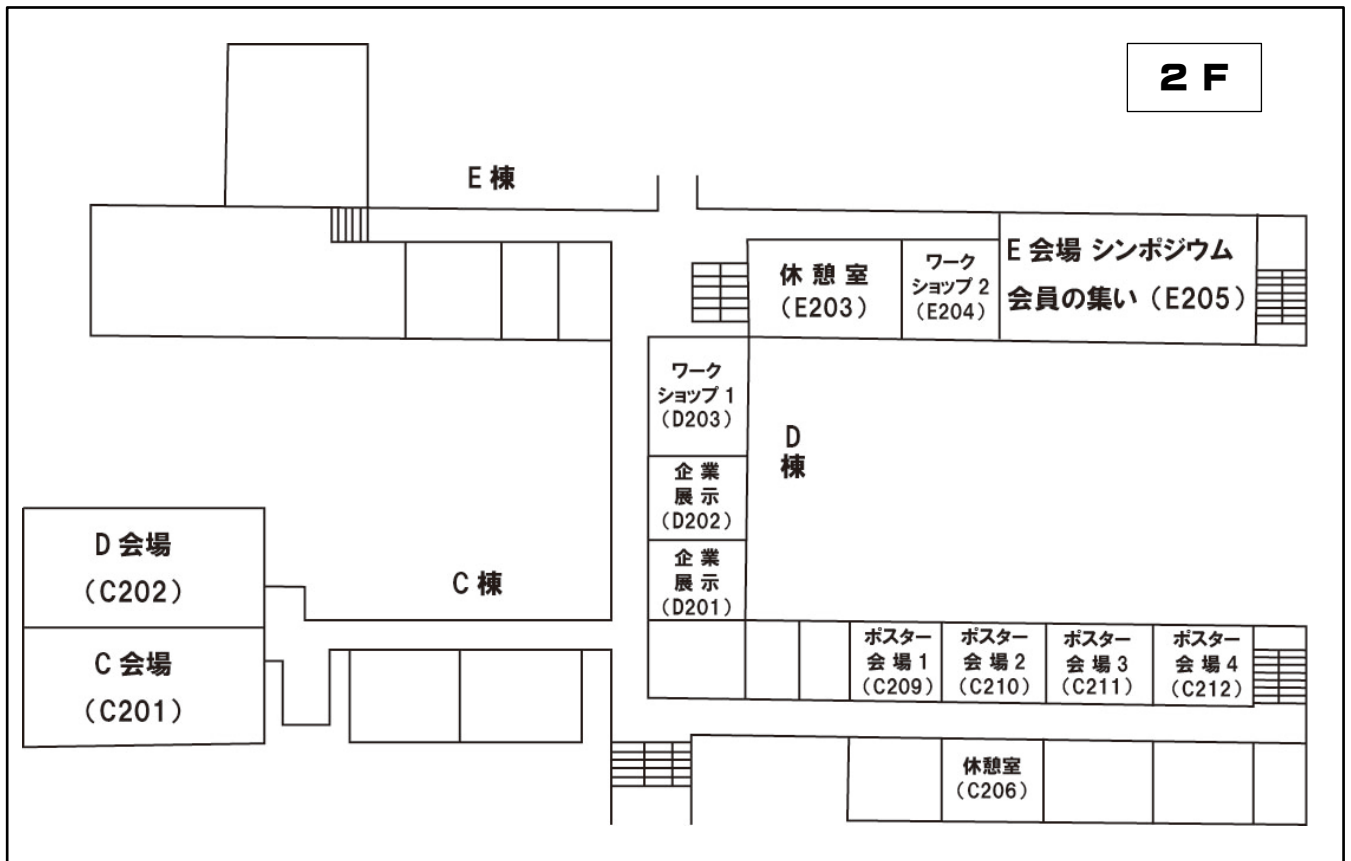 2 F
E 棟
休 憩 室
(E203)
ワーク
ショップ 2
(E204)
E 会場 シンポジウム
会員の集い (E205)
ワーク
ショップ 1
(D203)
D
棟
企 業
展 示
(D202)
企 業
展 示
(D201)
D 会場
(C202)
C 棟
C 会場
(C201)
ポスター
会 場 1
(C209)
ポスター
会 場 2
(C210)
ポスター
会 場 3
(C211)
ポスター
会 場 4
(C212)
休憩室
(C206)